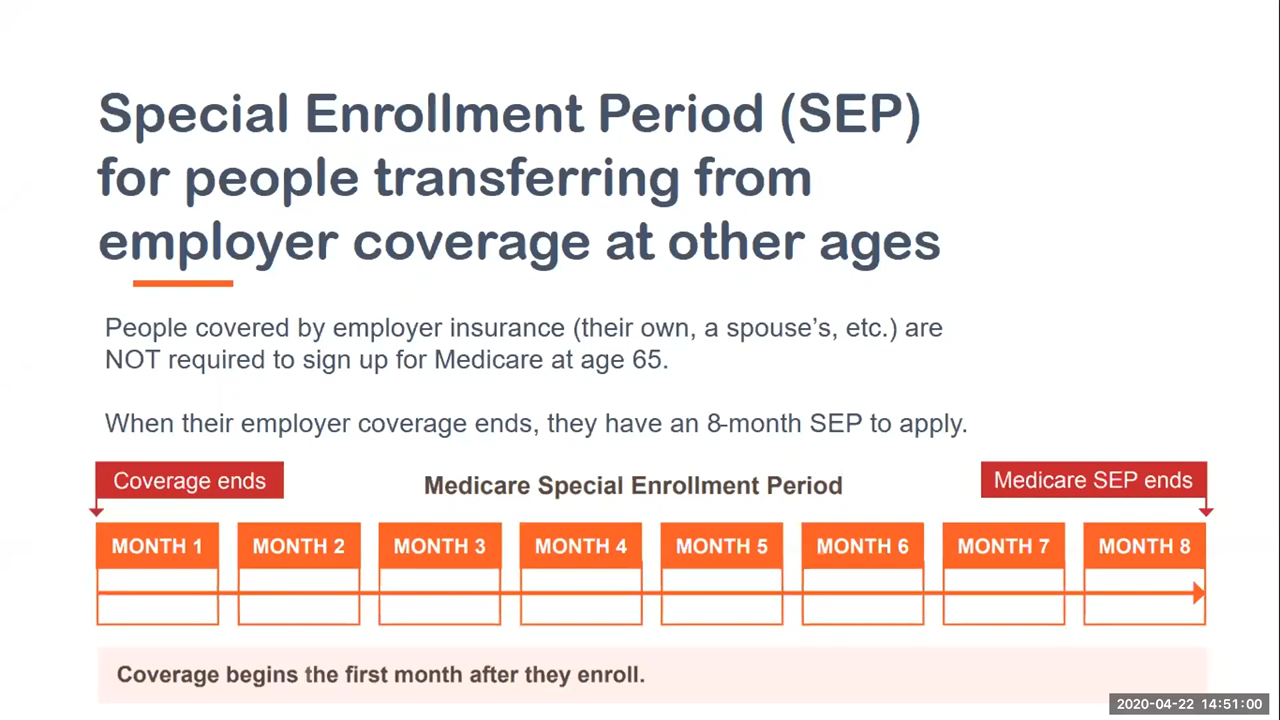 Special Enrollment Period (SEP)
for people transferring from
employer coverage at other ages
People covered by employer insurance (their own, a spouse’s, etc.) are
NOT required to sign up for Medicare at age 65.
When their employer coverage ends, they have an 8-month SEP to apply.
Coverage ends
Medicare Special Enrollment Period
Medicare SEP ends
MONTH 1
MONTH 2
MONTH 3
MONTH 4
MONTH 5
MONTH 6
MONTH 7
MONTH 8
Coverage begins the first month after they enroll.
2020-04-22 14:51:00